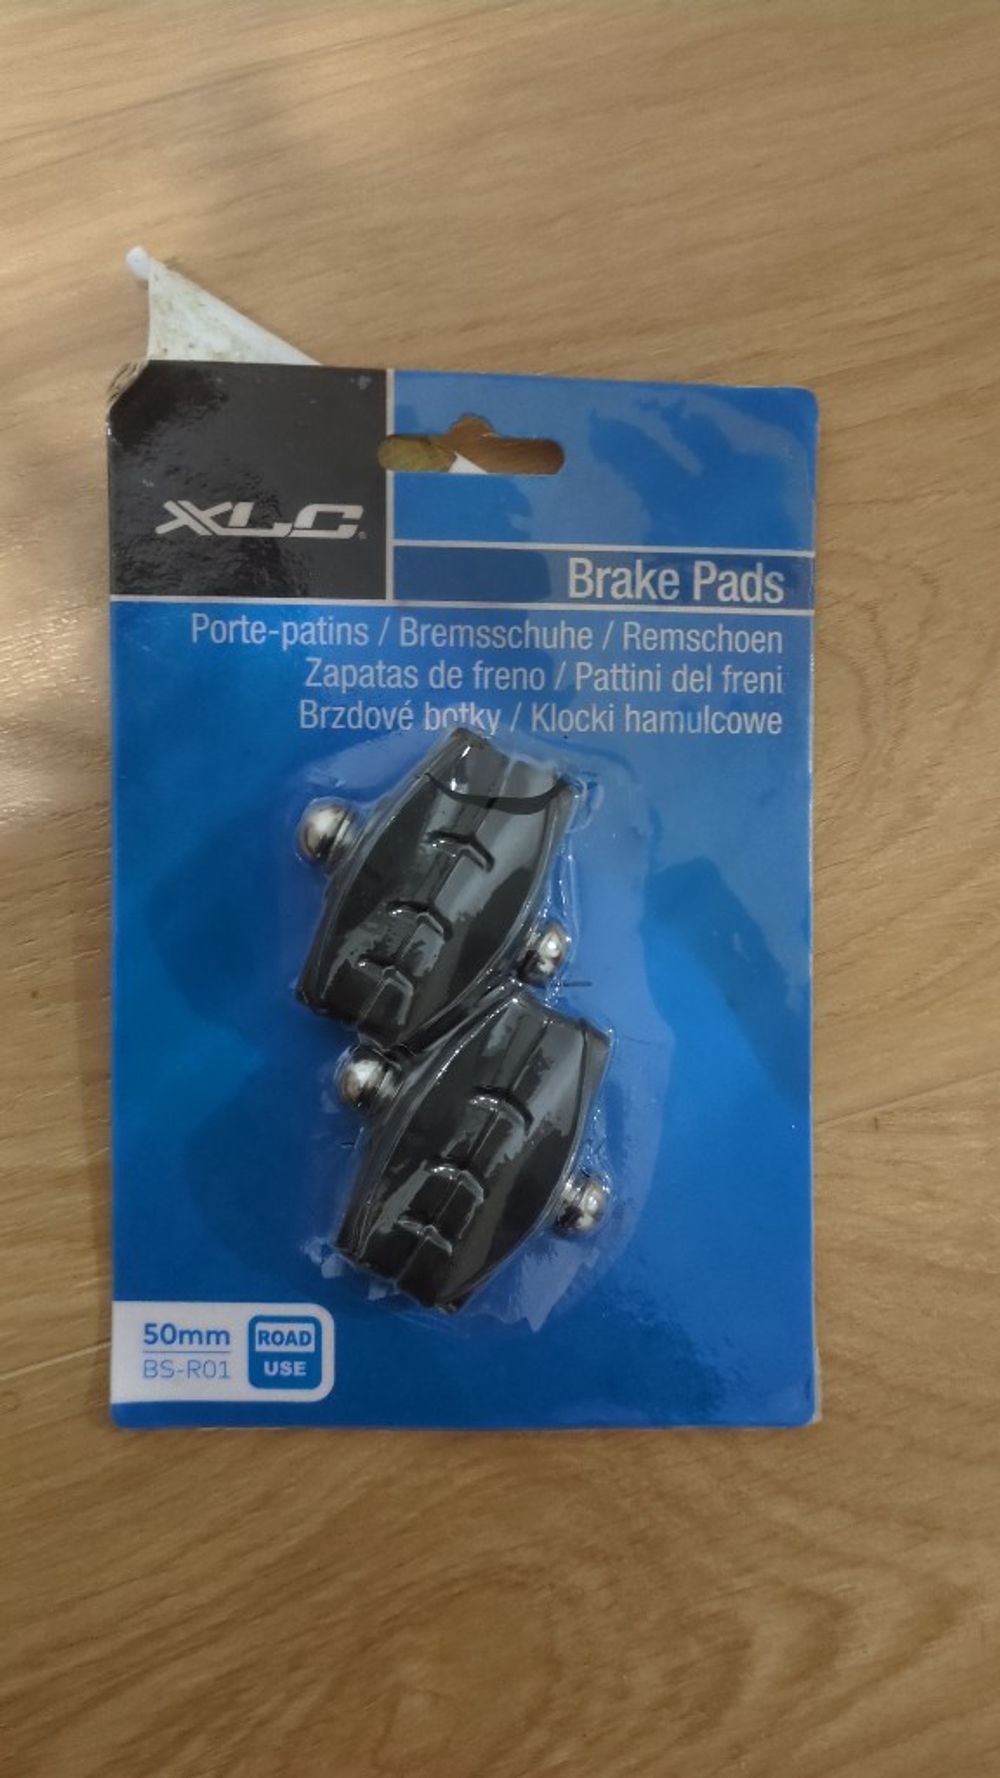 XLC
Brake Pads
Porte-patins / Bremsschuhe / Remschoen
Zapatas de freno / Pattini del freni
Brzdové botky / Klocki hamulcowe
50mm
BS-R01
ROAD
USE